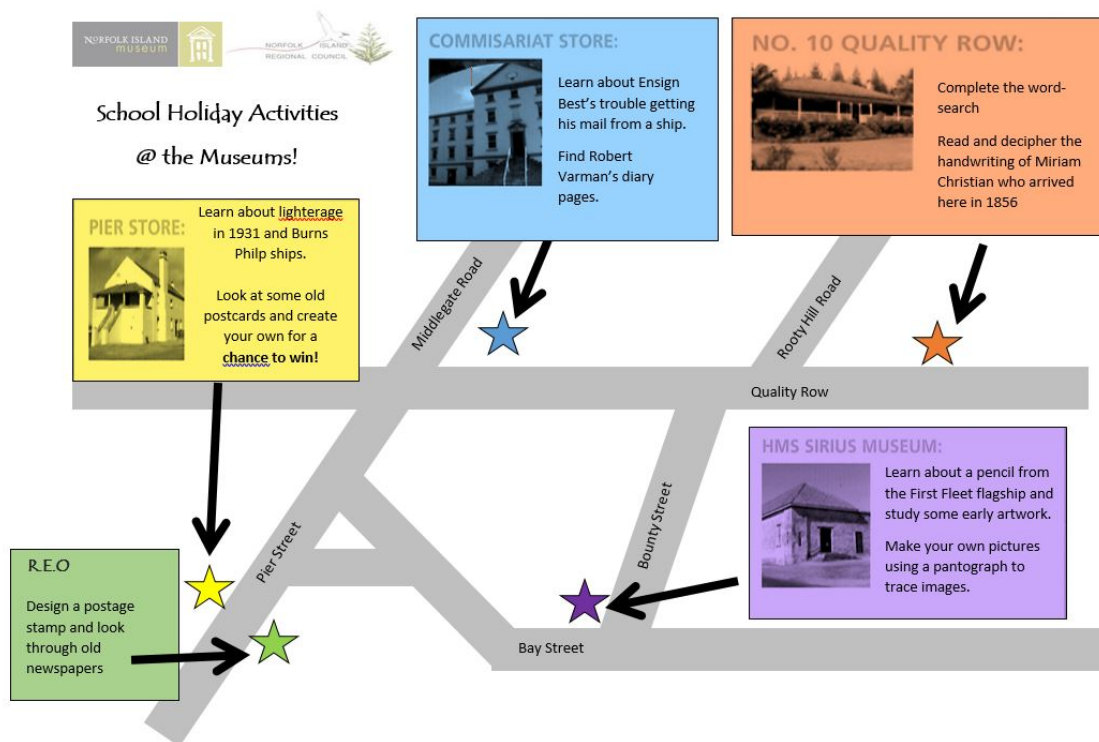 NORFOLK ISLAND
museum
NORFOLK ISLAND
REGIONAL COUNCIL
School Holiday Activities
@ the Museums!
COMMISARIAT STORE:
Learn about Ensign
Best's trouble getting
his mail from a ship.
Find Robert
Varman's diary
pages.
NO. 10 QUALITY ROW:
Complete the word-
search
Read and decipher the
handwriting of Miriam
Christian who arrived
here in 1856
PIER STORE:
Learn about lighterage
in 1931 and Burns
Philp ships.
Look at some old
postcards and create
your own for a
chance to win!
Middlegate Road
Rooty Hill Road
Quality Row
HMS SIRIUS MUSEUM:
Learn about a pencil from
the First Fleet flagship and
study some early artwork.
Make your own pictures
using a pantograph to
trace images.
Bounty Street
Pier Street
R.E.O
Design a postage
stamp and look
through old
newspapers
Bay Street